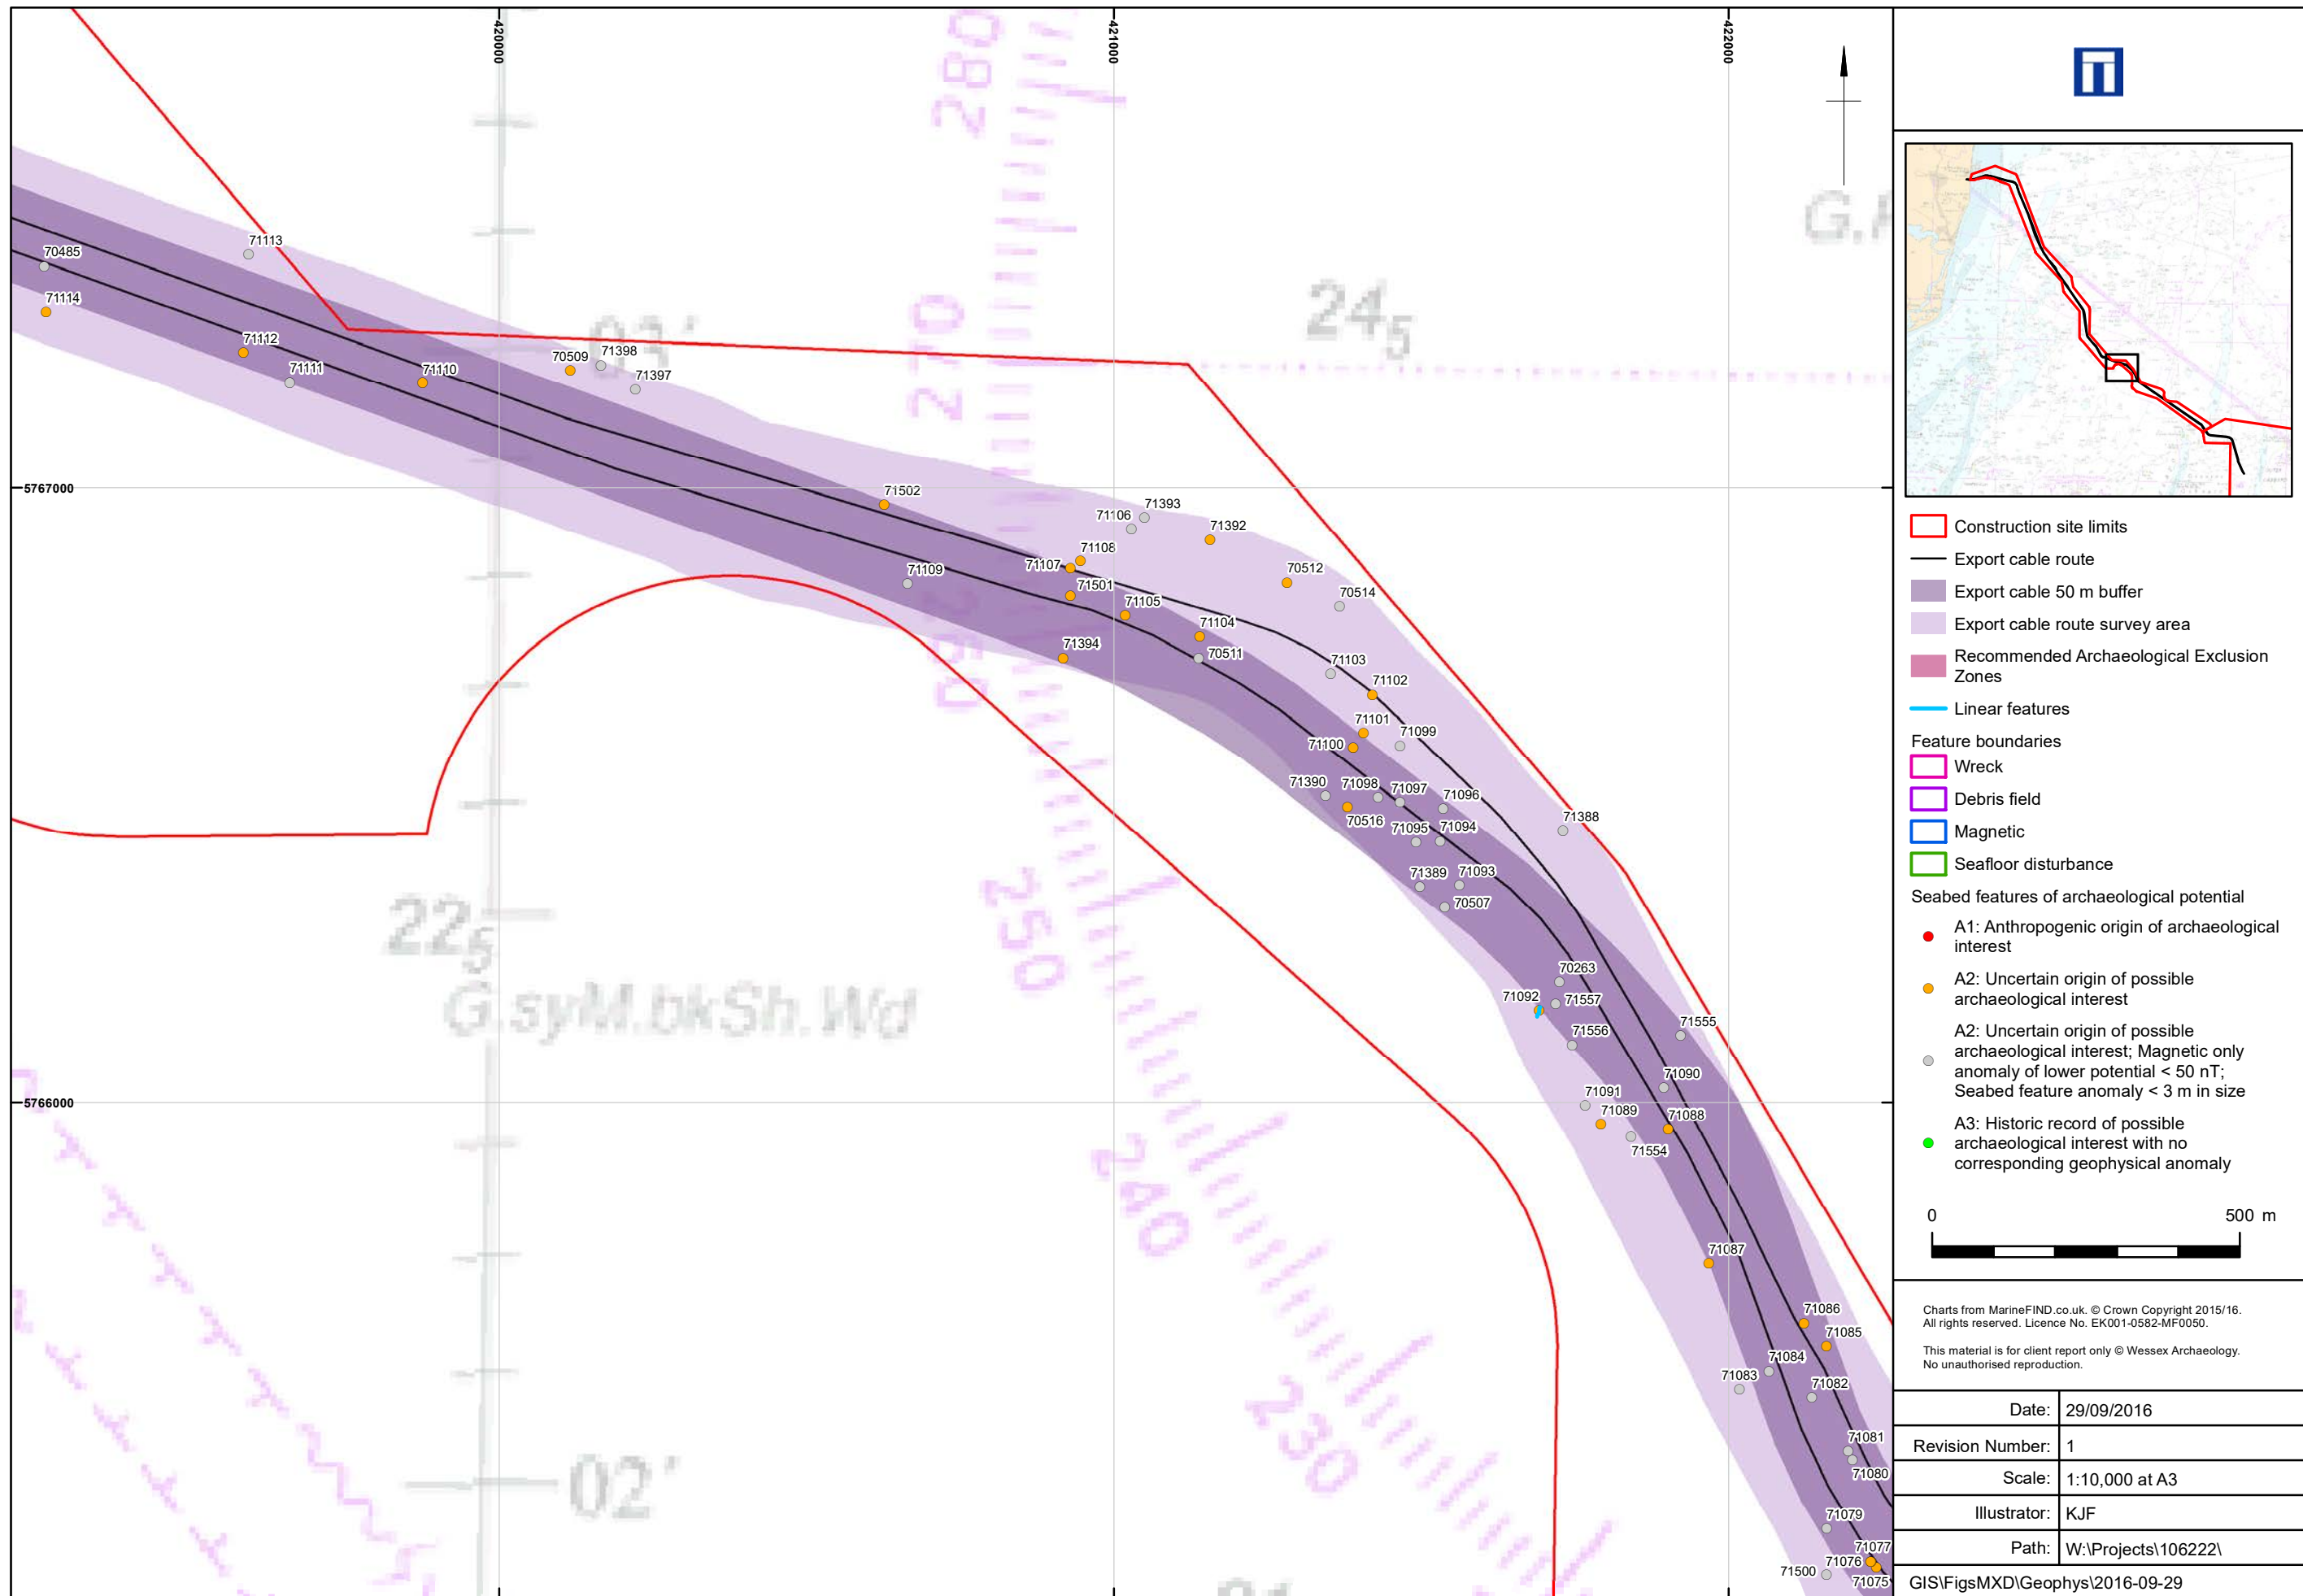 420000
421000
422000
280
270
260
250
240
230
03'
02'
24₅
22₅
G.syM.bkSh.Wd
5767000
5766000
70485
71113
71114
71112
71111
71110
70509
71398
71397
71502
71109
71106
71393
71392
71107
71108
71501
71105
71394
71104
70511
70512
70514
71103
71102
71101
71100
71099
71390
71098
71097
71096
70516
71095
71094
71388
71389
71093
70507
70263
71092
71557
71556
71555
71090
71091
71089
71088
71554
71087
71086
71085
71084
71083
71082
71081
71080
71079
71077
71076
71500
71075
Construction site limits
Export cable route
Export cable 50 m buffer
Export cable route survey area
Recommended Archaeological Exclusion
Zones
Linear features
Feature boundaries
Wreck
Debris field
Magnetic
Seafloor disturbance
Seabed features of archaeological potential
A1: Anthropogenic origin of archaeological
interest
A2: Uncertain origin of possible
archaeological interest
A2: Uncertain origin of possible
archaeological interest; Magnetic only
anomaly of lower potential < 50 nT;
Seabed feature anomaly < 3 m in size
A3: Historic record of possible
archaeological interest with no
corresponding geophysical anomaly
0 500 m
Charts from MarineFIND.co.uk. © Crown Copyright 2015/16.
All rights reserved. Licence No. EK001-0582-MF0050.
This material is for client report only © Wessex Archaeology.
No unauthorised reproduction.
Date: 29/09/2016
Revision Number: 1
Scale: 1:10,000 at A3
Illustrator: KJF
Path: W:\Projects\106222\
GIS\FigsMXD\Geophys\2016-09-29